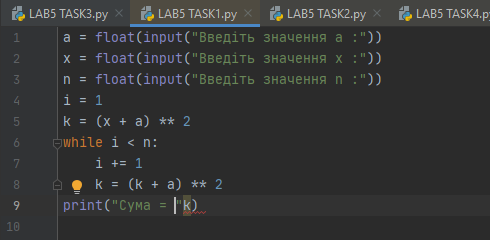 LAB5 TASK3.py × LAB5 TASK1.py × LAB5 TASK2.py × LAB5 TASK4.py
1 a = float(input("Введіть значення a :"))
2 x = float(input("Введіть значення x :"))
3 n = float(input("Введіть значення n :"))
4 i = 1
5 k = (x + a) ** 2
6 while i < n:
7 i += 1
8 k = (k + a) ** 2
9 print("Сума = "k)